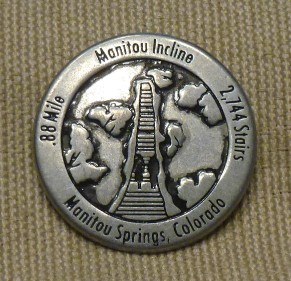 Manitou Incline
.88 Mile
2,744 Stairs
Manitou Springs, Colorado